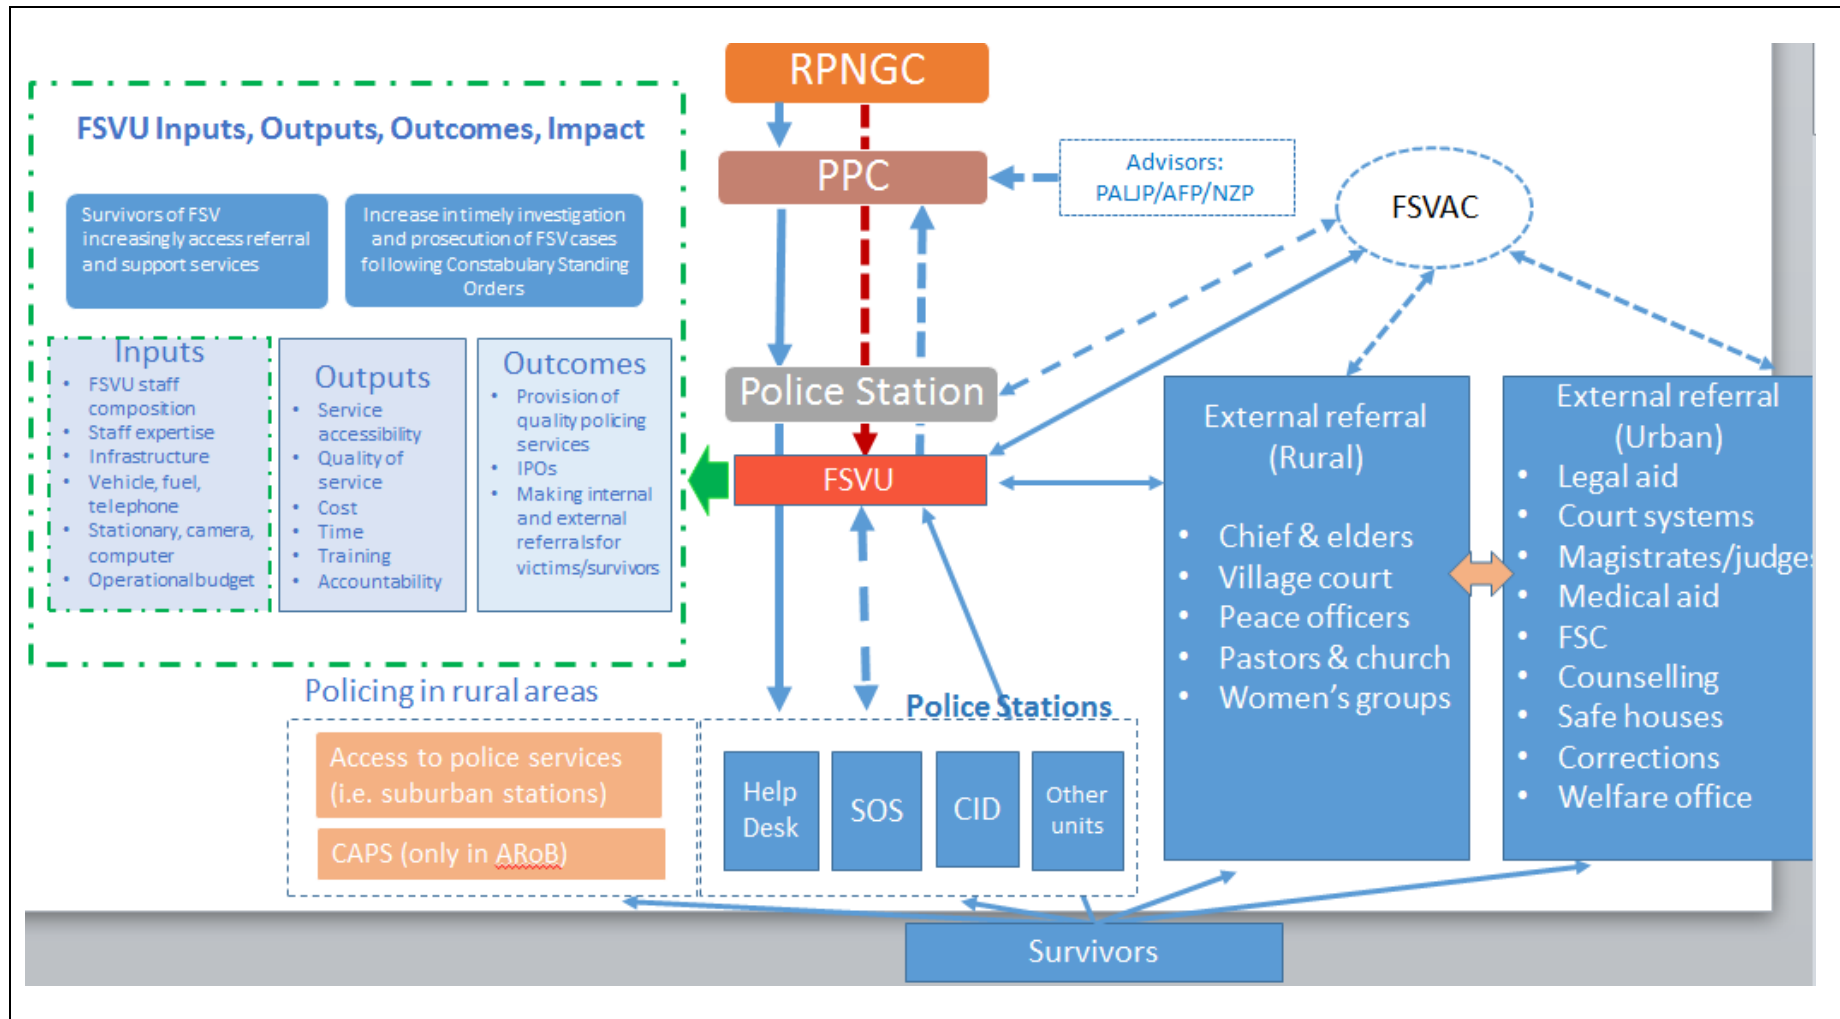 RPNGC
FSVU Inputs, Outputs, Outcomes, Impact
PPC
Advisors:
PALJP/AFP/NZP
FSVAC
Survivors of FSV
increasingly access referral
and support services
Increase in timely investigation
and prosecution of FSV cases
following Constabulary Standing
Orders
Inputs
• FSVU staff
composition
• Staff expertise
• Infrastructure
• Vehicle, fuel,
telephone
• Stationary, camera,
computer
• Operational budget
Outputs
• Service
accessibility
• Quality of
service
• Cost
• Time
• Training
• Accountability
Outcomes
• Provision of
quality policing
services
• IPOs
• Making internal
and external
referrals for
victims/survivors
Police Station
FSVU
External referral
(Rural)
• Chief & elders
• Village court
• Peace officers
• Pastors & church
• Women's groups
External referral
(Urban)
• Legal aid
• Court systems
• Magistrates/judges
• Medical aid
• FSC
• Counselling
• Safe houses
• Corrections
• Welfare office
Policing in rural areas
Access to police services
(i.e. suburban stations)
CAPS (only in ARoB)
Police Stations
Help
Desk
SOS
CID
Other
units
Survivors